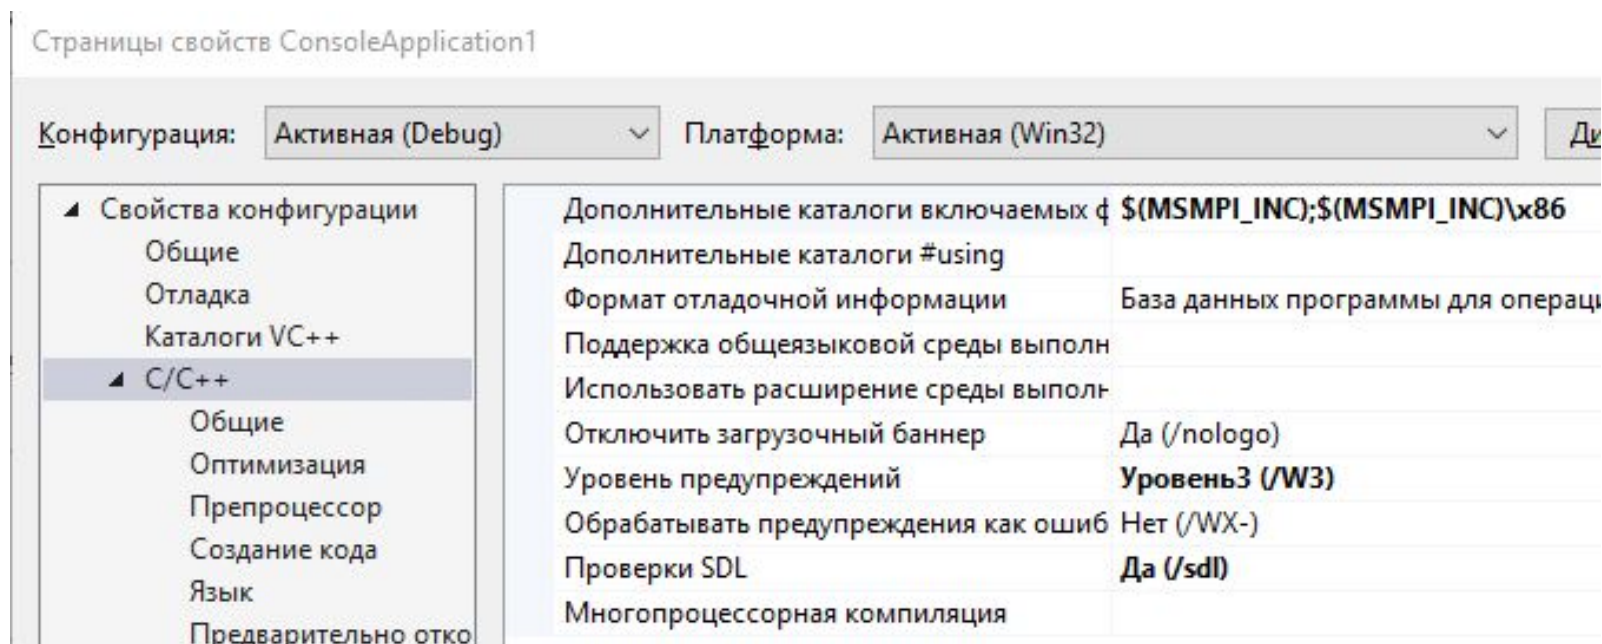 Страницы свойств ConsoleApplication1
Конфигурация: Активная (Debug) Платформа: Активная (Win32)
Свойства конфигурации
Общие
Отладка
Каталоги VC++
C/C++
Общие
Оптимизация
Препроцессор
Создание кода
Язык
Предварительно отко
Дополнительные каталоги включаемых ф $(MSMPI_INC);$(MSMPI_INC)\x86
Дополнительные каталоги #using
Формат отладочной информации База данных программы для операци
Поддержка общеязыковой среды выполн
Использовать расширение среды выполн
Отключить загрузочный баннер Да (/nologo)
Уровень предупреждений Уровень3 (/W3)
Обрабатывать предупреждения как ошиб Нет (/WX-)
Проверки SDL Да (/sdl)
Многопроцессорная компиляция